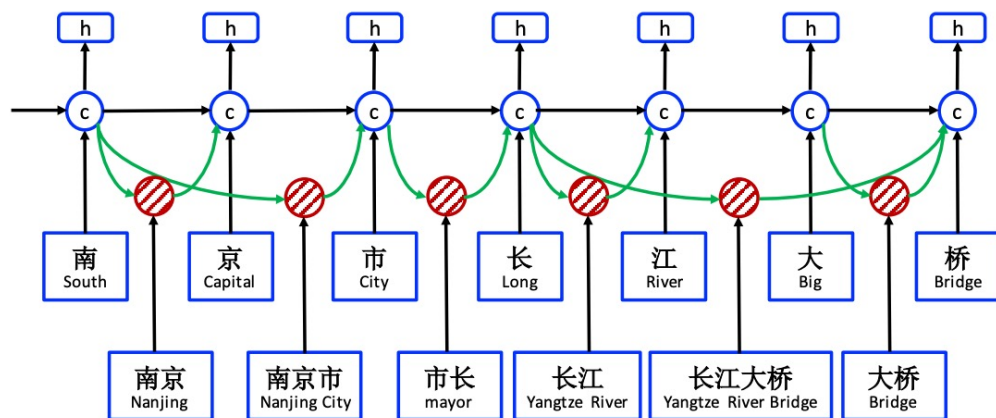 h h h h h h h
c c c c c c c
南 京 市 长 江 大 桥
South Capital City Long River Big Bridge
南京 南京市 市长 长江 长江大桥 大桥
Nanjing Nanjing City mayor Yangtze River Yangtze River Bridge Bridge